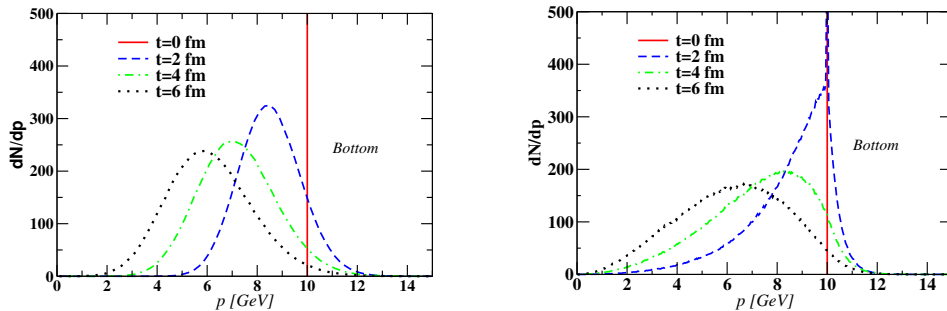 500
400
300
200
100
0
dN/dp
t=0 fm
t=2 fm
t=4 fm
t=6 fm
Bottom
0 2 4 6 8 10 12 14
p [GeV]
500
400
300
200
100
0
dN/dp
t=0 fm
t=2 fm
t=4 fm
t=6 fm
Bottom
0 2 4 6 8 10 12 14
p [GeV]